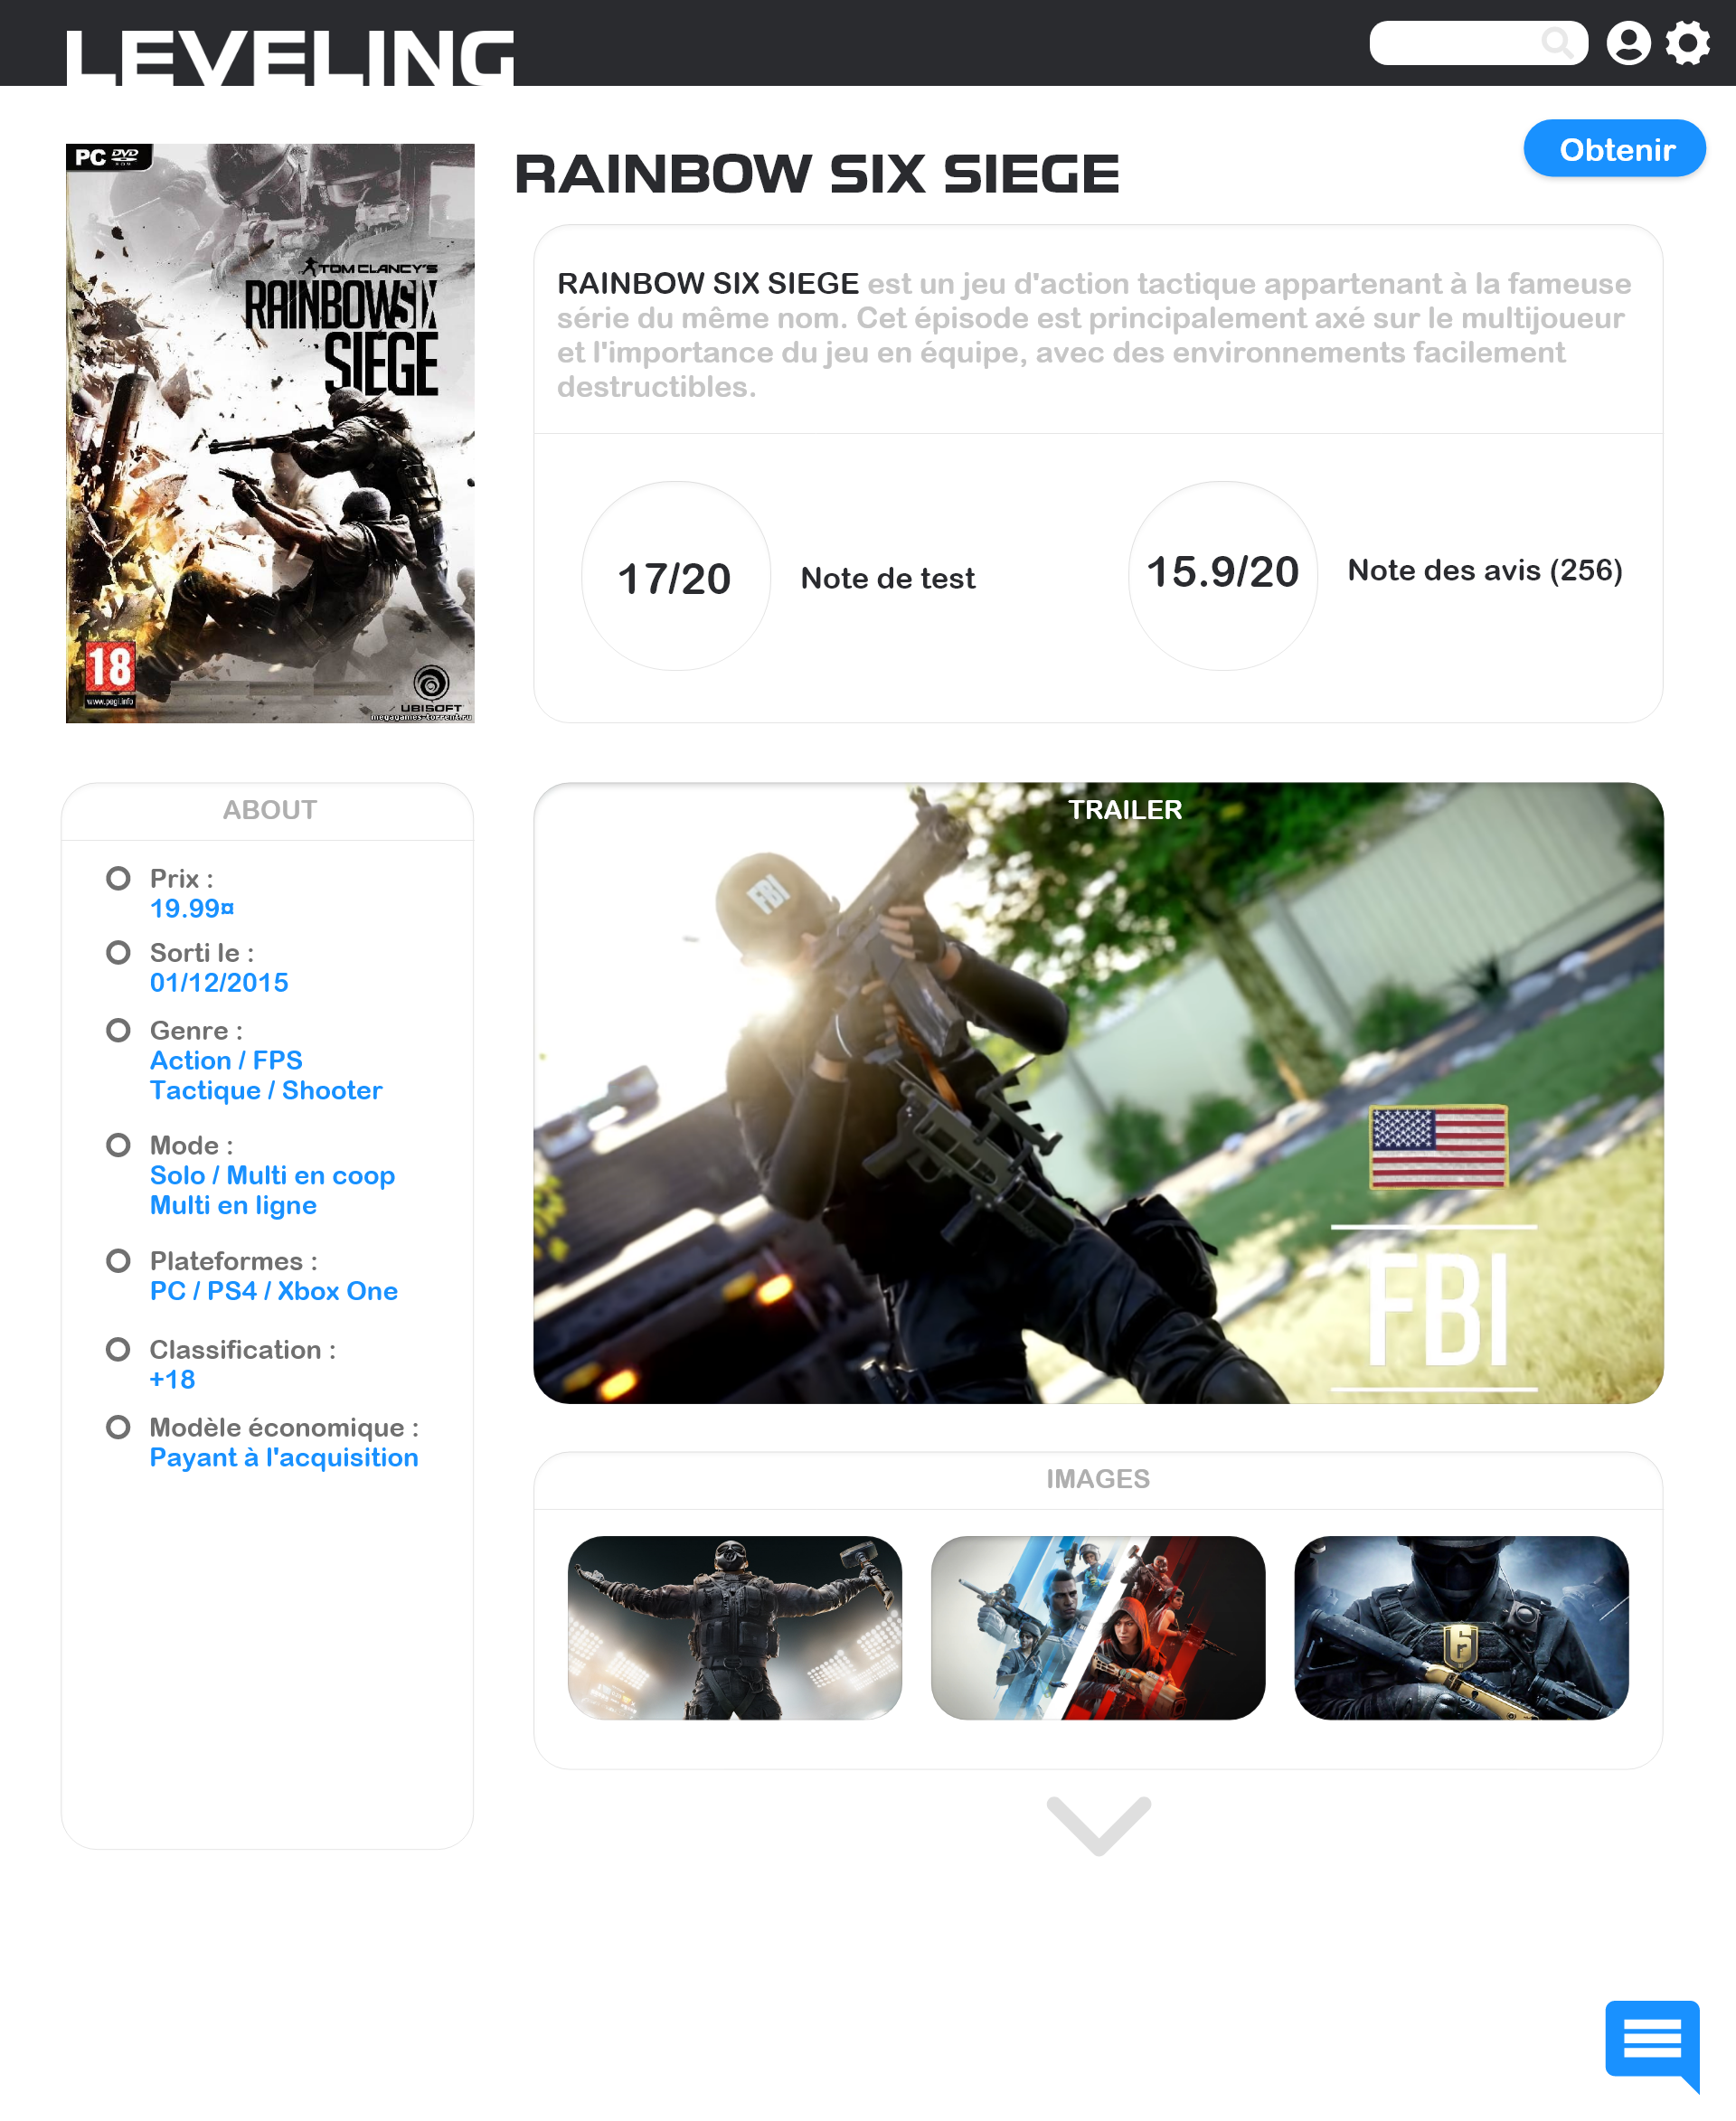 LEVELING
Obtenir
RAINBOW SIX SIEGE
PC DVD
ROM
TOM CLANCY'S
RAINBOW SIX
SIEGE
18
www.pegi.info
UBISOFT
megagames-torrent.ru
RAINBOW SIX SIEGE est un jeu d'action tactique appartenant à la fameuse
série du même nom. Cet épisode est principalement axé sur le multijoueur
et l'importance du jeu en équipe, avec des environnements facilement
destructibles.
17/20
Note de test
15.9/20
Note des avis (256)
ABOUT
Prix :
19.99¤
Sorti le :
01/12/2015
Genre :
Action / FPS
Tactique / Shooter
Mode :
Solo / Multi en coop
Multi en ligne
Plateformes :
PC / PS4 / Xbox One
Classification :
+18
Modèle économique :
Payant à l'acquisition
TRAILER
FBI
FBI
IMAGES
6